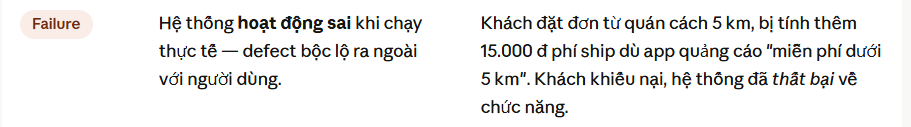 Failure
Hệ thống hoạt động sai khi chạy
thực tế — defect bộc lộ ra ngoài
với người dùng.
Khách đặt đơn từ quán cách 5 km, bị tính thêm
15.000 đ phí ship dù app quảng cáo "miễn phí dưới
5 km". Khách khiếu nại, hệ thống đã thất bại về
chức năng.